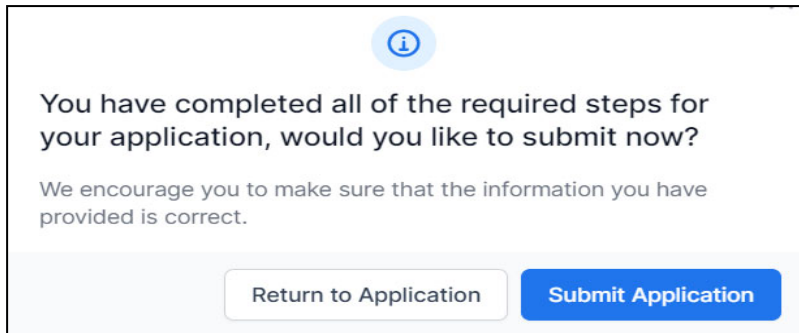 You have completed all of the required steps for
your application, would you like to submit now?
We encourage you to make sure that the information you have
provided is correct.
Return to Application
Submit Application